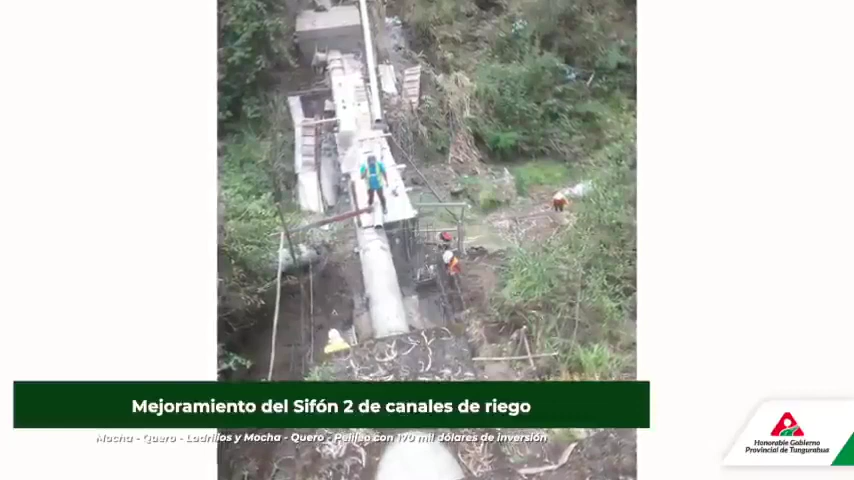 Mejoramiento del Sifón 2 de canales de riego
Mocha - Quero - Ladrillos y Mocha - Quero - Pelileo con 170 mil dólares de inversión
Honorable Gobierno
Provincial de Tungurahua